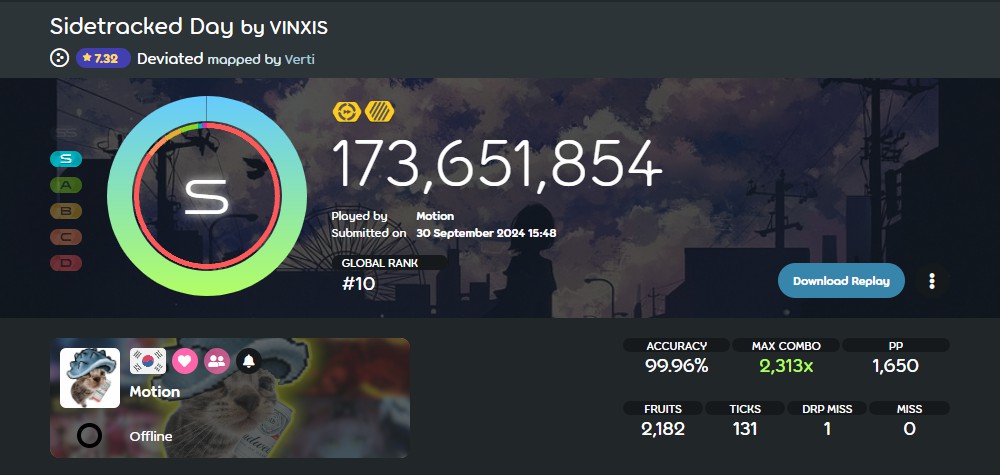 Sidetracked Day by VINXIS
7.32 Deviated mapped by Verti
SS
S
A
B
C
D
S
173,651,854
Played by Motion
Submitted on 30 September 2024 15:48
GLOBAL RANK
#10
Download Replay
Motion
Offline
ACCURACY MAX COMBO PP
99.96% 2,313x 1,650
FRUITS TICKS DRP MISS MISS
2,182 131 1 0